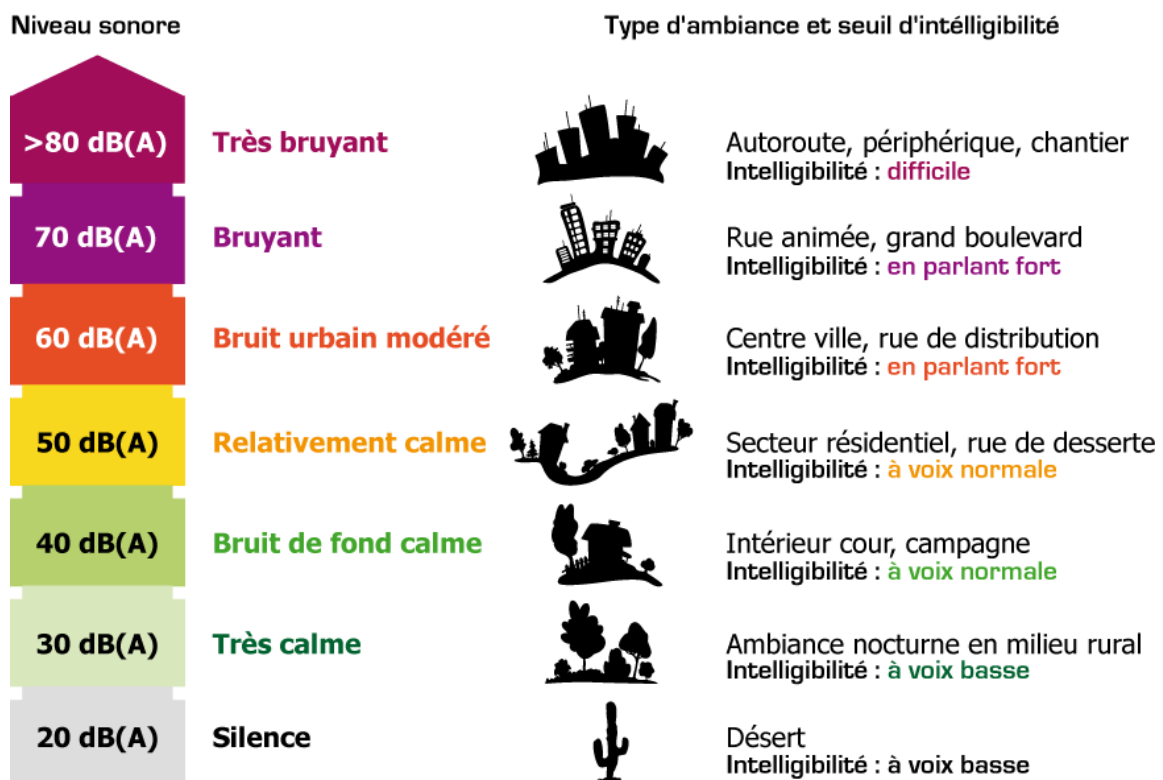 Niveau sonore
Type d'ambiance et seuil d'intélligibilité
>80 dB(A)
Très bruyant
Autoroute, périphérique, chantier
Intelligibilité : difficile
70 dB(A)
Bruyant
Rue animée, grand boulevard
Intelligibilité : en parlant fort
60 dB(A)
Bruit urbain modéré
Centre ville, rue de distribution
Intelligibilité : en parlant fort
50 dB(A)
Relativement calme
Secteur résidentiel, rue de desserte
Intelligibilité : à voix normale
40 dB(A)
Bruit de fond calme
Intérieur cour, campagne
Intelligibilité : à voix normale
30 dB(A)
Très calme
Ambiance nocturne en milieu rural
Intelligibilité : à voix basse
20 dB(A)
Silence
Désert
Intelligibilité : à voix basse